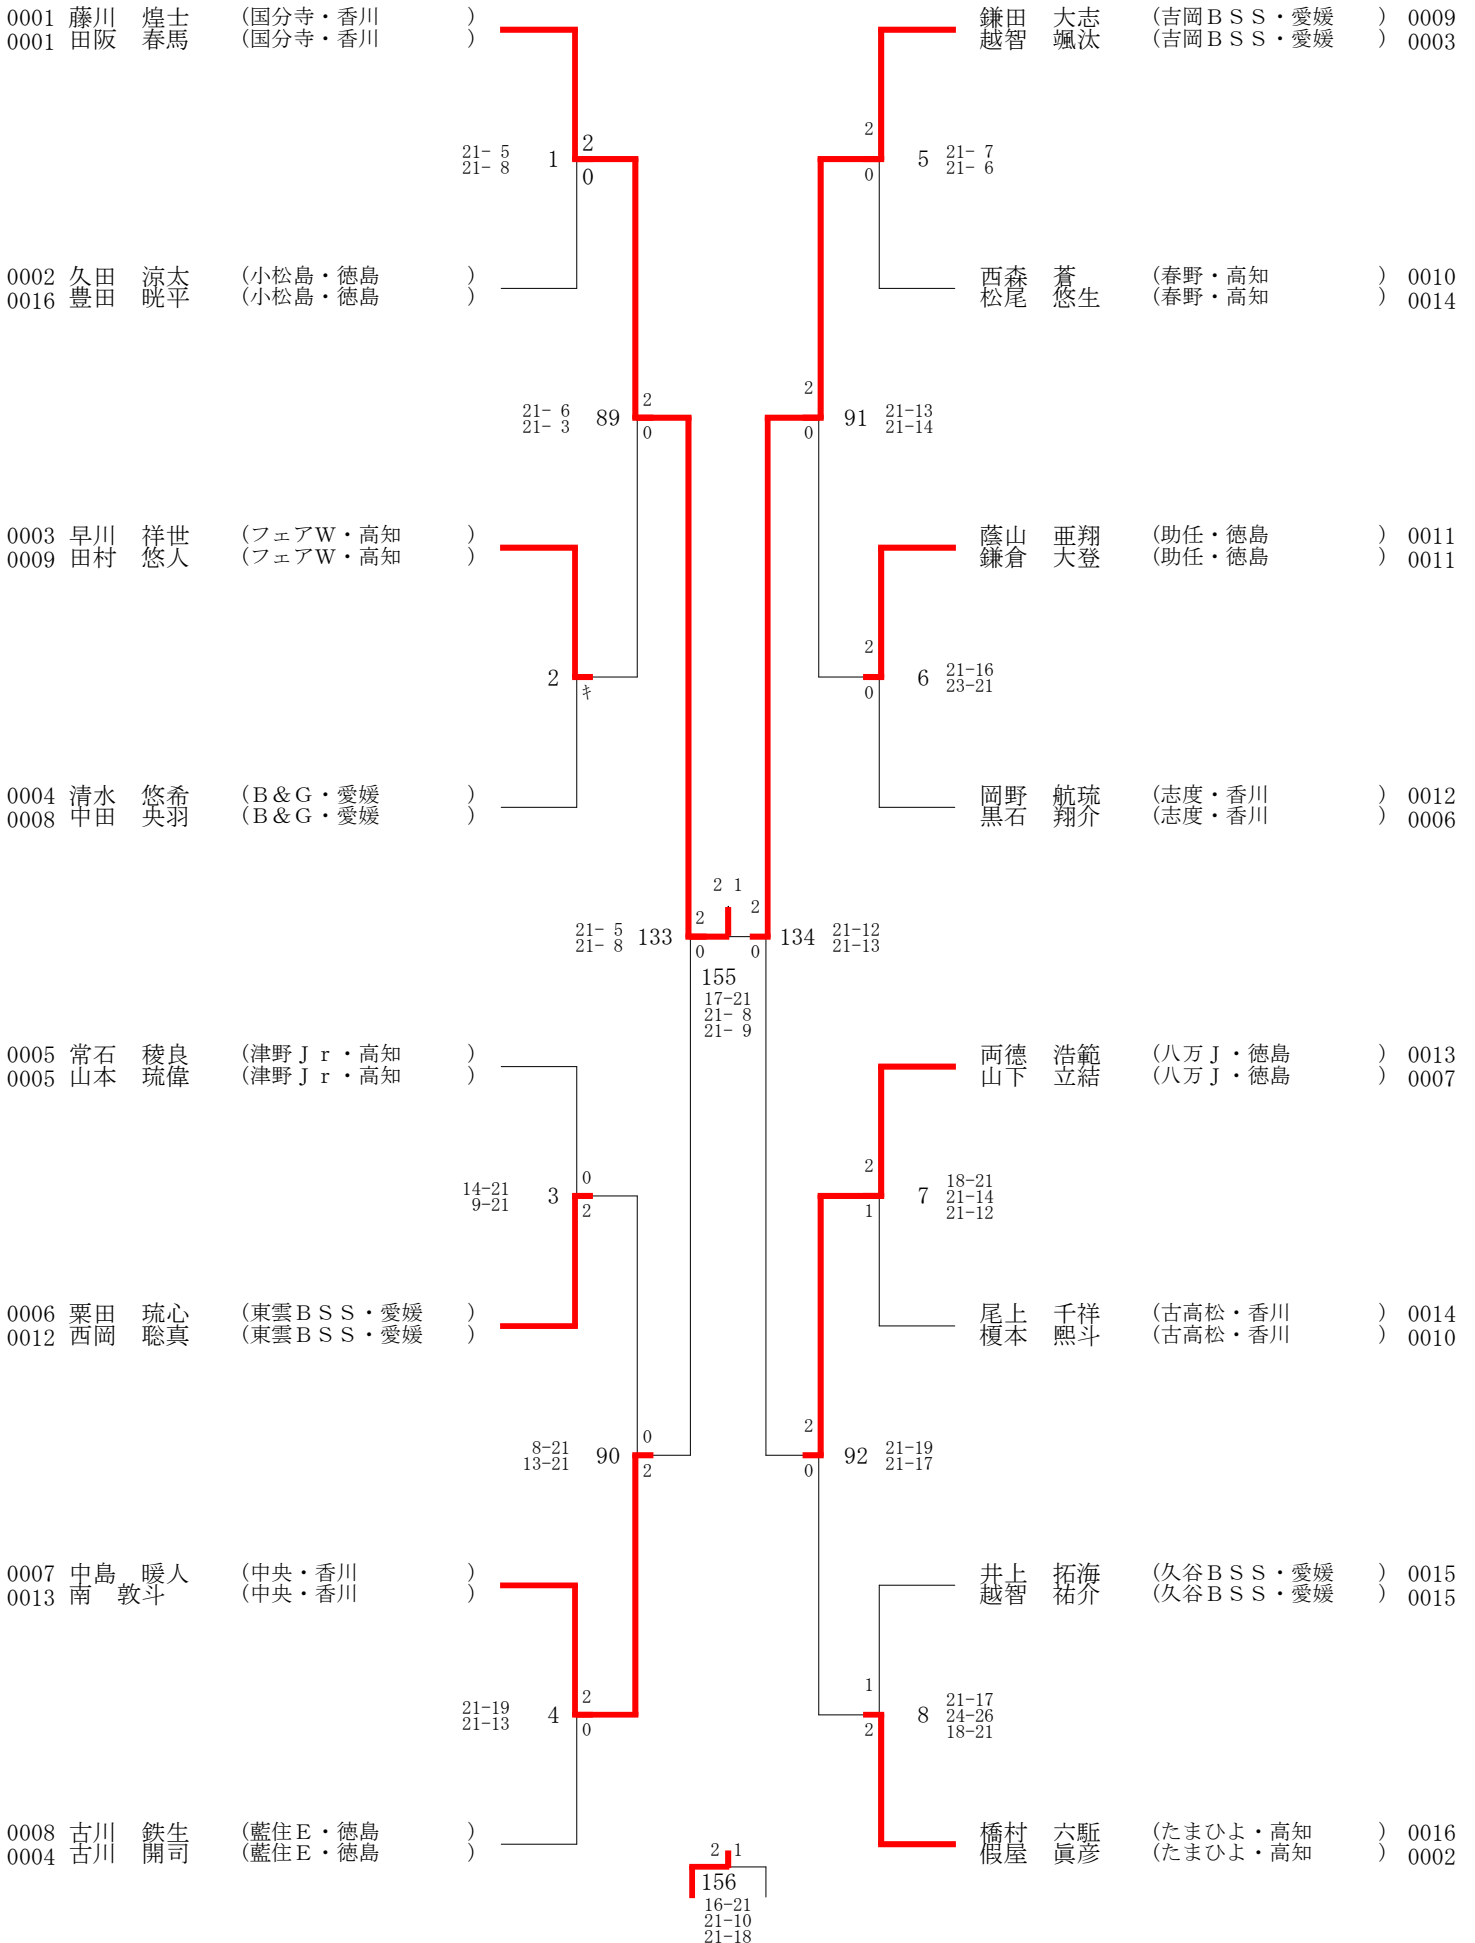 0001 藤川 煌士 (国分寺・香川 )
0001 田阪 春馬 (国分寺・香川 )
21- 5
21- 8
1
2
0
0002 久田 涼太 (小松島・徳島 )
0016 豊田 晄平 (小松島・徳島 )
21- 6
21- 3
89
2
0
0003 早川 祥世 (フェアW・高知 )
0009 田村 悠人 (フェアW・高知 )
2
キ
0004 清水 悠希 (B&G・愛媛 )
0008 中田 央羽 (B&G・愛媛 )
21- 5
21- 8
133
2
0
0005 常石 稜良 (津野Jr・高知 )
0005 山本 琉偉 (津野Jr・高知 )
14-21
9-21
3
0
2
0006 粟田 琉心 (東雲BSS・愛媛 )
0012 西岡 聡真 (東雲BSS・愛媛 )
8-21
13-21
90
0
2
0007 中島 暖人 (中央・香川 )
0013 南 敦斗 (中央・香川 )
21-19
21-13
4
2
0
0008 古川 鉄生 (藍住E・徳島 )
0004 古川 開司 (藍住E・徳島 )
2 1
155
17-21
21- 8
21- 9
2 1
156
16-21
21-10
21-18
鎌田 大志 (吉岡BSS・愛媛 ) 0009
越智 颯汰 (吉岡BSS・愛媛 ) 0003
2
0
5
21- 7
21- 6
西森 蒼 (春野・高知 ) 0010
松尾 悠生 (春野・高知 ) 0014
2
0
91
21-13
21-14
蔭山 亜翔 (助任・徳島 ) 0011
鎌倉 大登 (助任・徳島 ) 0011
2
0
6
21-16
23-21
岡野 航琉 (志度・香川 ) 0012
黒石 翔介 (志度・香川 ) 0006
2
0
134
21-12
21-13
両德 浩範 (八万J・徳島 ) 0013
山下 立結 (八万J・徳島 ) 0007
2
1
7
18-21
21-14
21-12
尾上 千祥 (古高松・香川 ) 0014
榎本 熙斗 (古高松・香川 ) 0010
2
0
92
21-19
21-17
井上 拓海 (久谷BSS・愛媛 ) 0015
越智 祐介 (久谷BSS・愛媛 ) 0015
1
2
8
21-17
24-26
18-21
橋村 六駈 (たまひよ・高知 ) 0016
假屋 眞彦 (たまひよ・高知 ) 0002